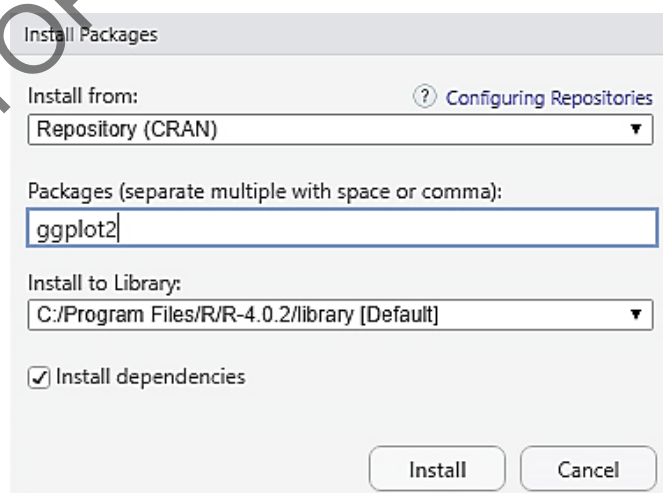 Install Packages
Install from:
? Configuring Repositories
Repository (CRAN)
Packages (separate multiple with space or comma):
ggplot2
Install to Library:
C:/Program Files/R/R-4.0.2/library [Default]
Install dependencies
Install
Cancel